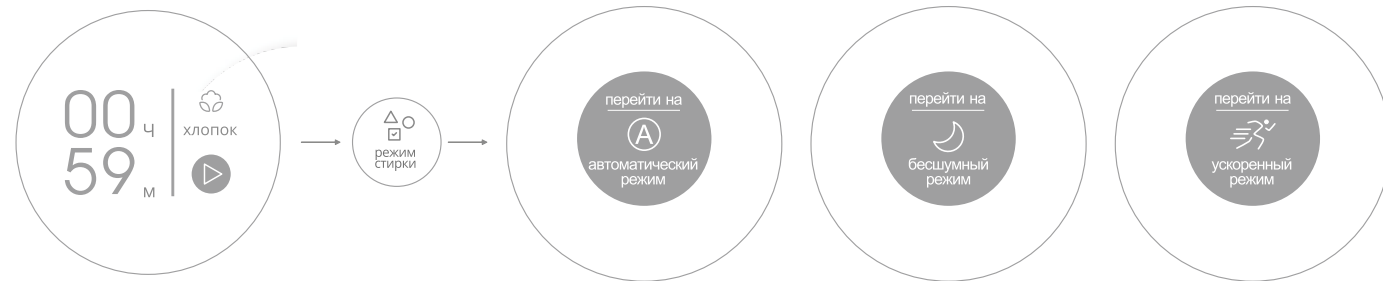 00 ч
59 м
хлопок
режим
стирки
перейти на
A
автоматический
режим
перейти на
бесшумный
режим
перейти на
ускоренный
режим